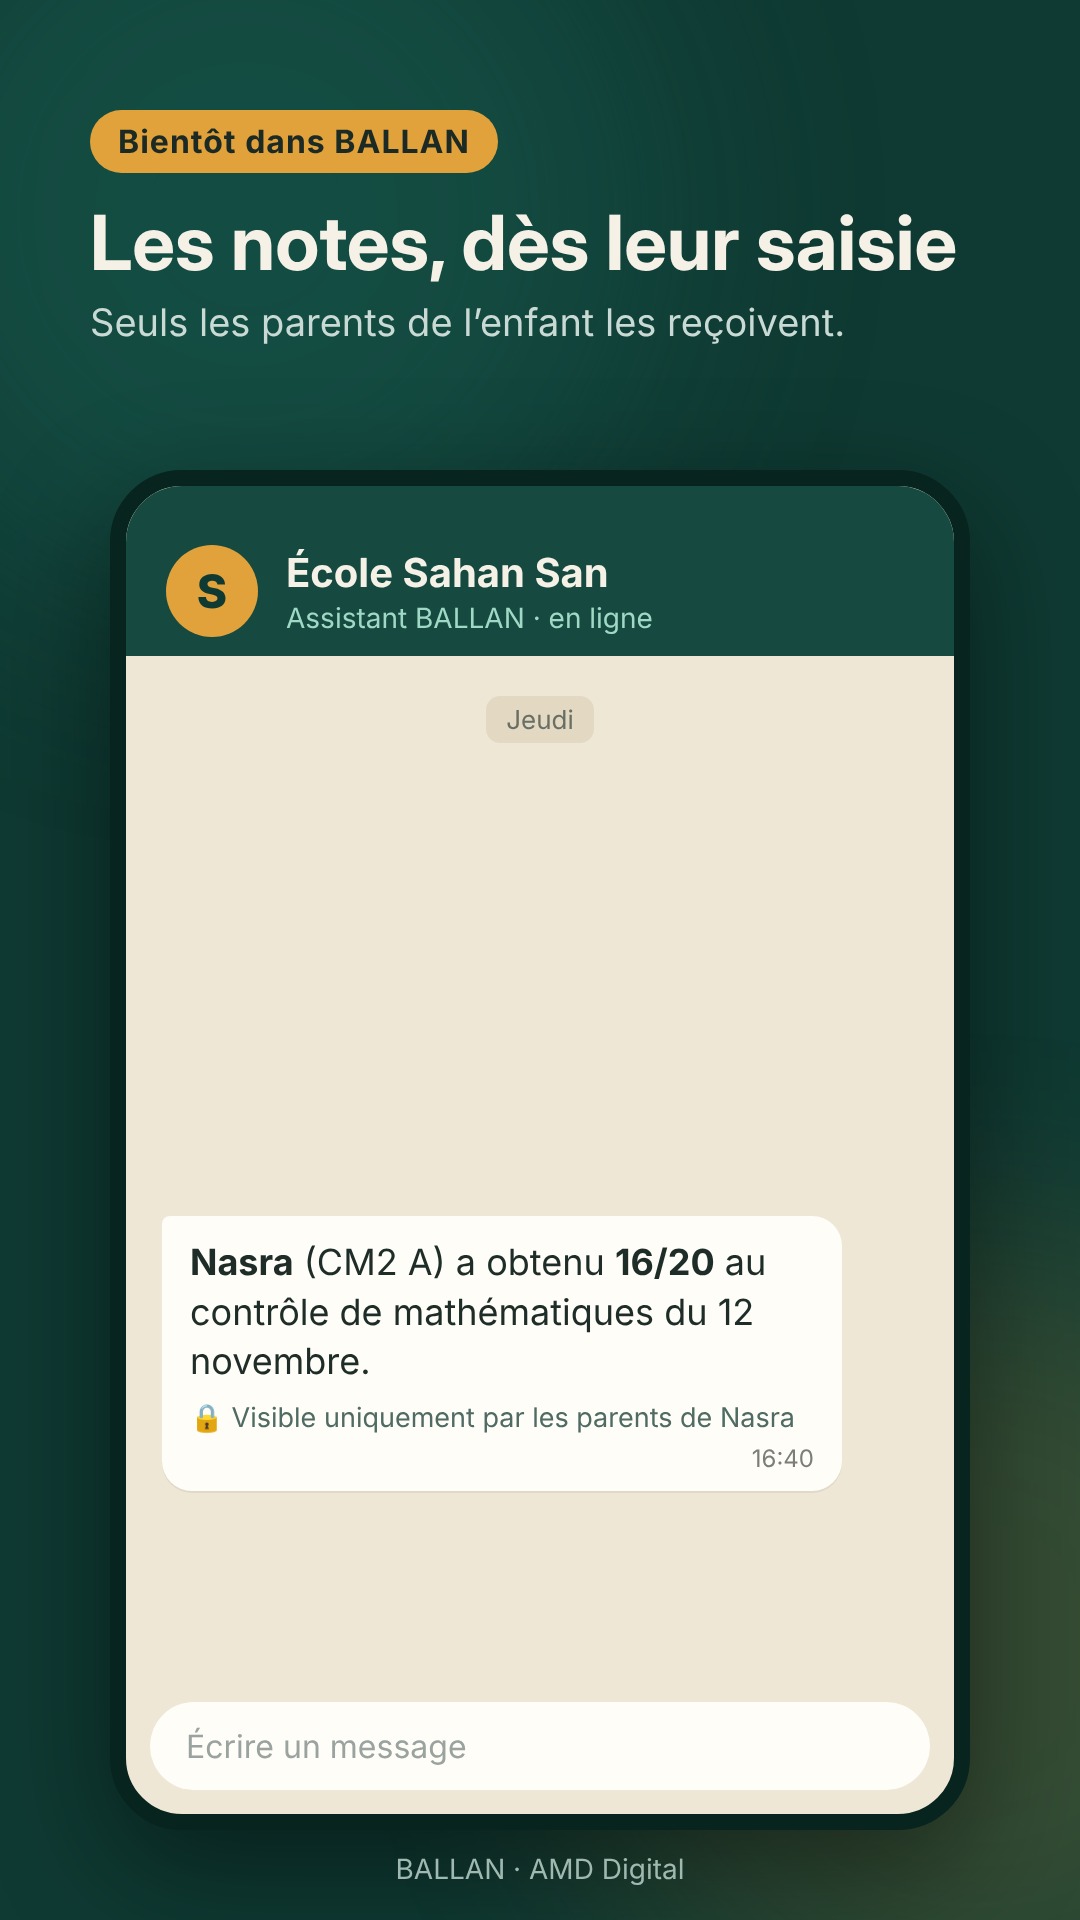 Bientôt dans BALLAN
Les notes, dès leur saisie
Seuls les parents de l’enfant les reçoivent.
S
École Sahan San
Assistant BALLAN · en ligne
Jeudi
Nasra (CM2 A) a obtenu 16/20 au
contrôle de mathématiques du 12
novembre.
🔒 Visible uniquement par les parents de Nasra
16:40
Écrire un message
BALLAN · AMD Digital